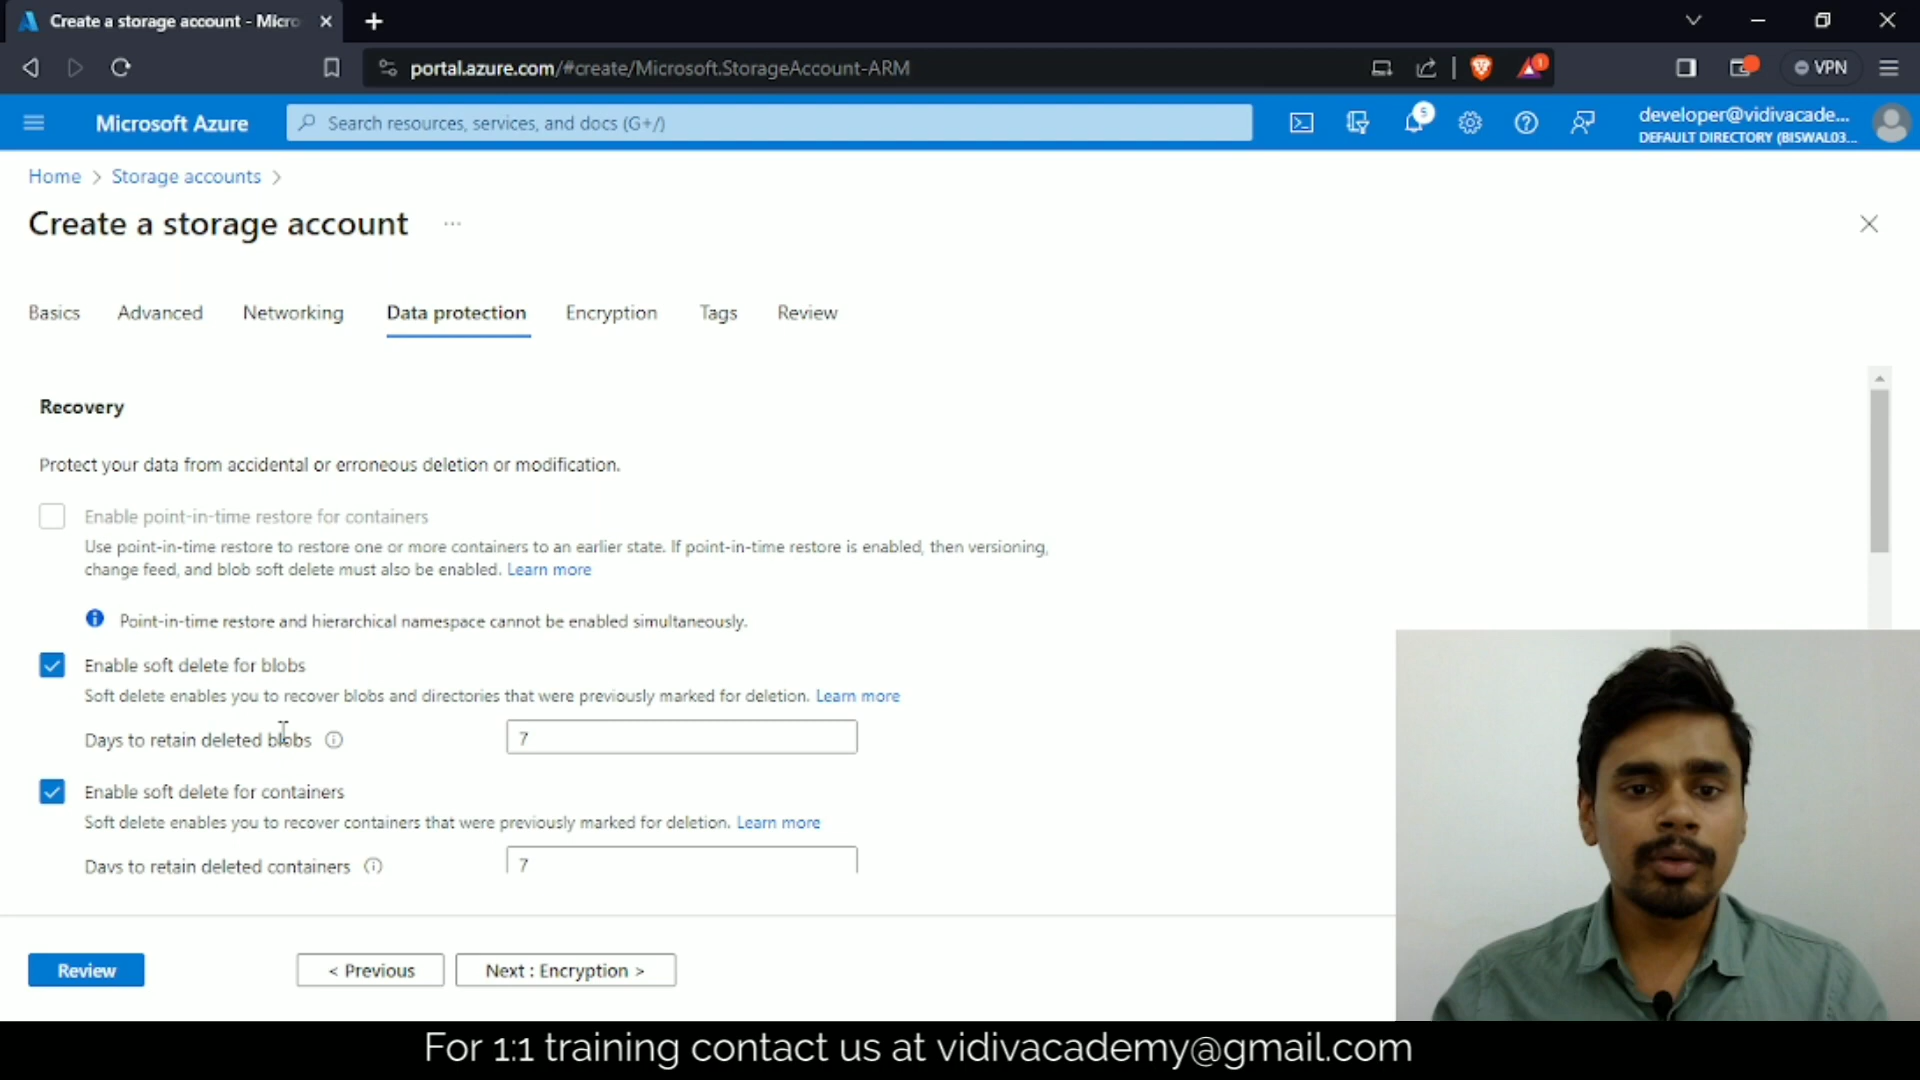 Create a storage account - Micro
portal.azure.com/#create/Microsoft.StorageAccount-ARM
1
VPN
Microsoft Azure
Search resources, services, and docs (G+/)
5
developer@vidivacade...
DEFAULT DIRECTORY (BISWAL03...
Home > Storage accounts >
Create a storage account ...
Basics Advanced Networking Data protection Encryption Tags Review
Recovery
Protect your data from accidental or erroneous deletion or modification.
Enable point-in-time restore for containers
Use point-in-time restore to restore one or more containers to an earlier state. If point-in-time restore is enabled, then versioning,
change feed, and blob soft delete must also be enabled. Learn more
Point-in-time restore and hierarchical namespace cannot be enabled simultaneously.
Enable soft delete for blobs
Soft delete enables you to recover blobs and directories that were previously marked for deletion. Learn more
Days to retain deleted blobs 7
Enable soft delete for containers
Soft delete enables you to recover containers that were previously marked for deletion. Learn more
Days to retain deleted containers 7
Review < Previous Next : Encryption >
For 1:1 training contact us at vidivacademy@gmail.com